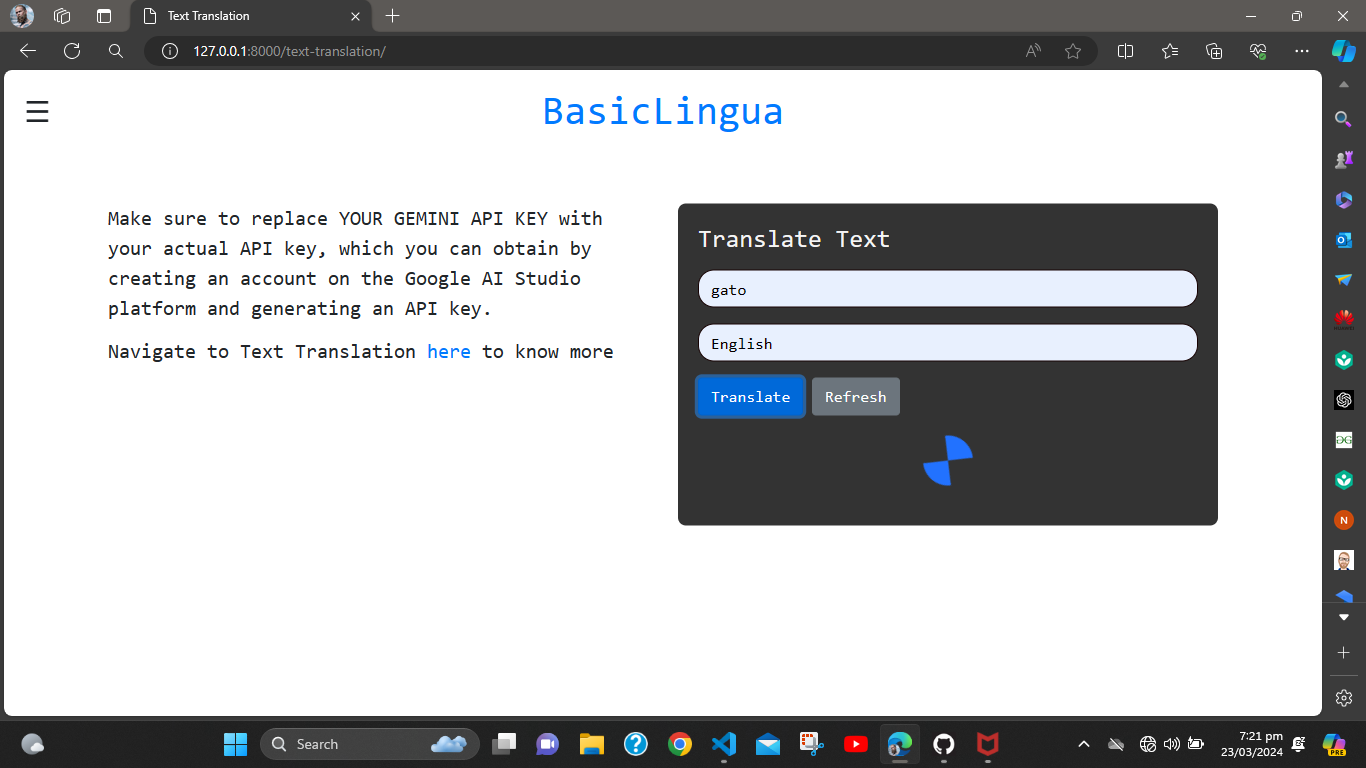 Text Translation
127.0.0.1:8000/text-translation/
BasicLingua
Make sure to replace YOUR GEMINI API KEY with
your actual API key, which you can obtain by
creating an account on the Google AI Studio
platform and generating an API key.
Navigate to Text Translation here to know more
Translate Text
gato
English
Translate
Refresh
N
Search
7:21 pm
23/03/2024
PRE